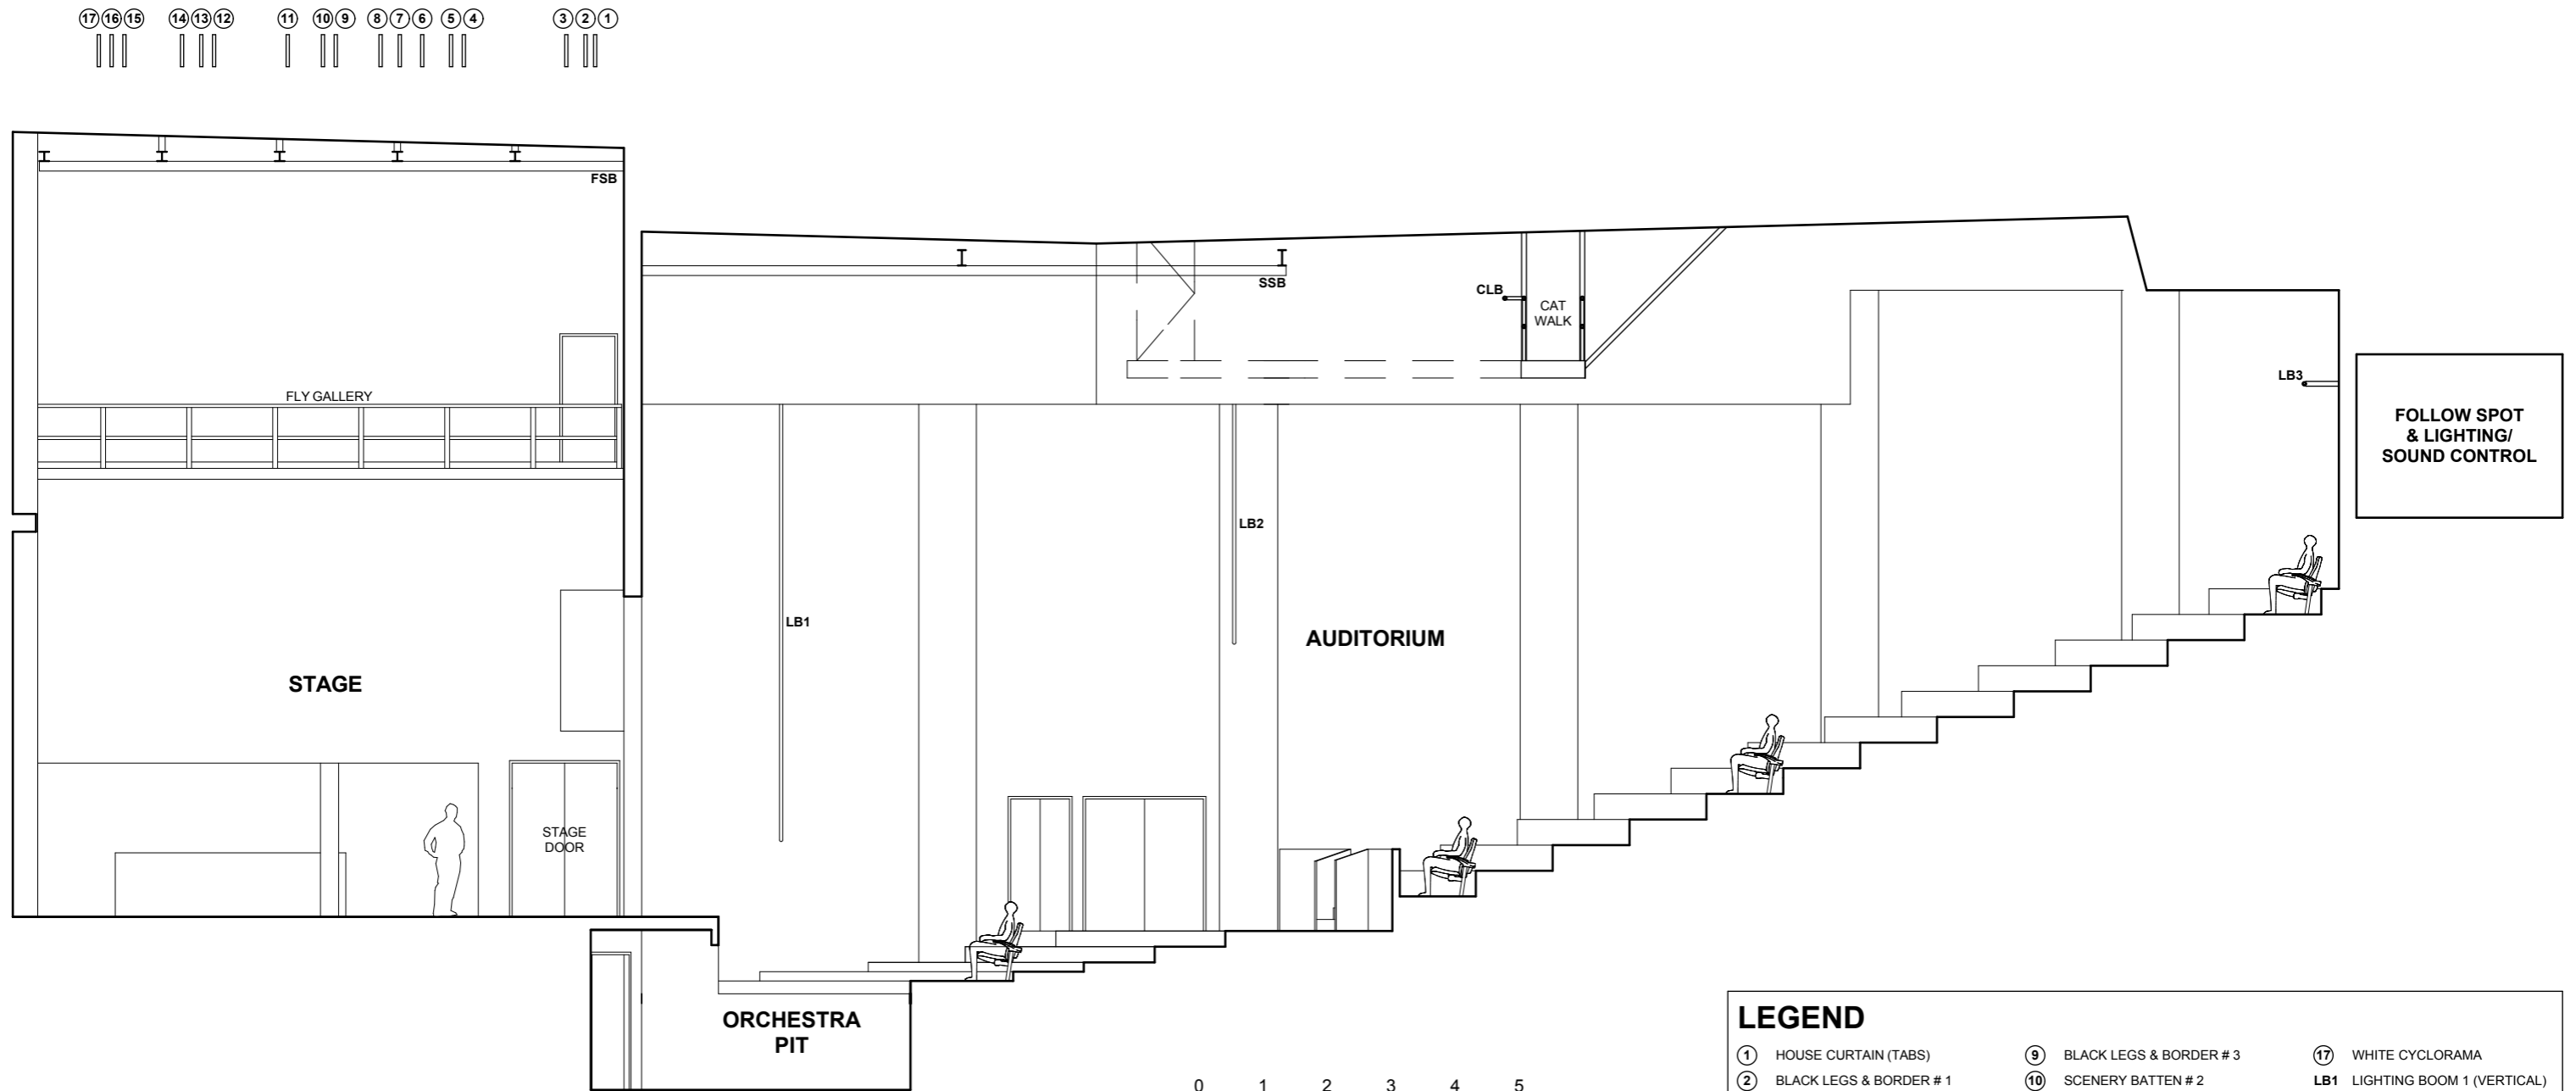 17 16 15 14 13 12 11 10 9 8 7 6 5 4 3 2 1
FSB
SSB
CLB
CAT
WALK
LB3
FLY GALLERY
FOLLOW SPOT
& LIGHTING/
SOUND CONTROL
LB2
LB1
AUDITORIUM
STAGE
STAGE
DOOR
ORCHESTRA
PIT
0 1 2 3 4 5
LEGEND
1 HOUSE CURTAIN (TABS)
2 BLACK LEGS & BORDER # 1
9 BLACK LEGS & BORDER # 3
10 SCENERY BATTEN # 2
17 WHITE CYCLORAMA
LB1 LIGHTING BOOM 1 (VERTICAL)